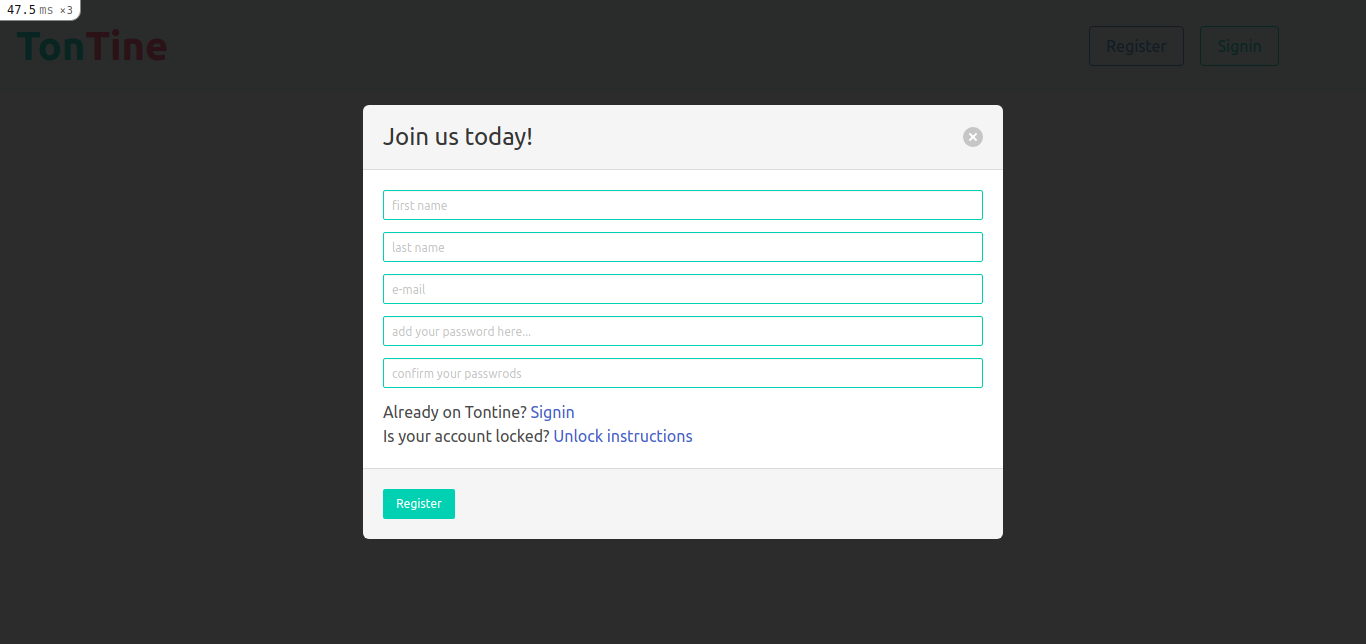 47.5 ms ×3
TonTine
Register
Signin
Join us today!
first name
last name
e-mail
add your password here...
confirm your passwrods
Already on Tontine? Signin
Is your account locked? Unlock instructions
Register